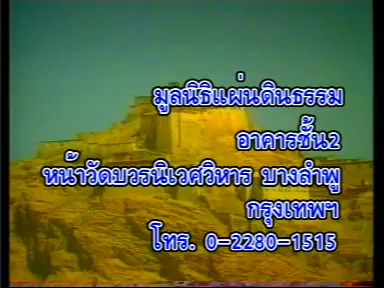 มูลนิธิแผ่นดินธรรม
อาคารชั้น2
หน้าวัดบวรนิเวศวิหาร บางลำพู
กรุงเทพฯ
โทร. 0-2280-1515